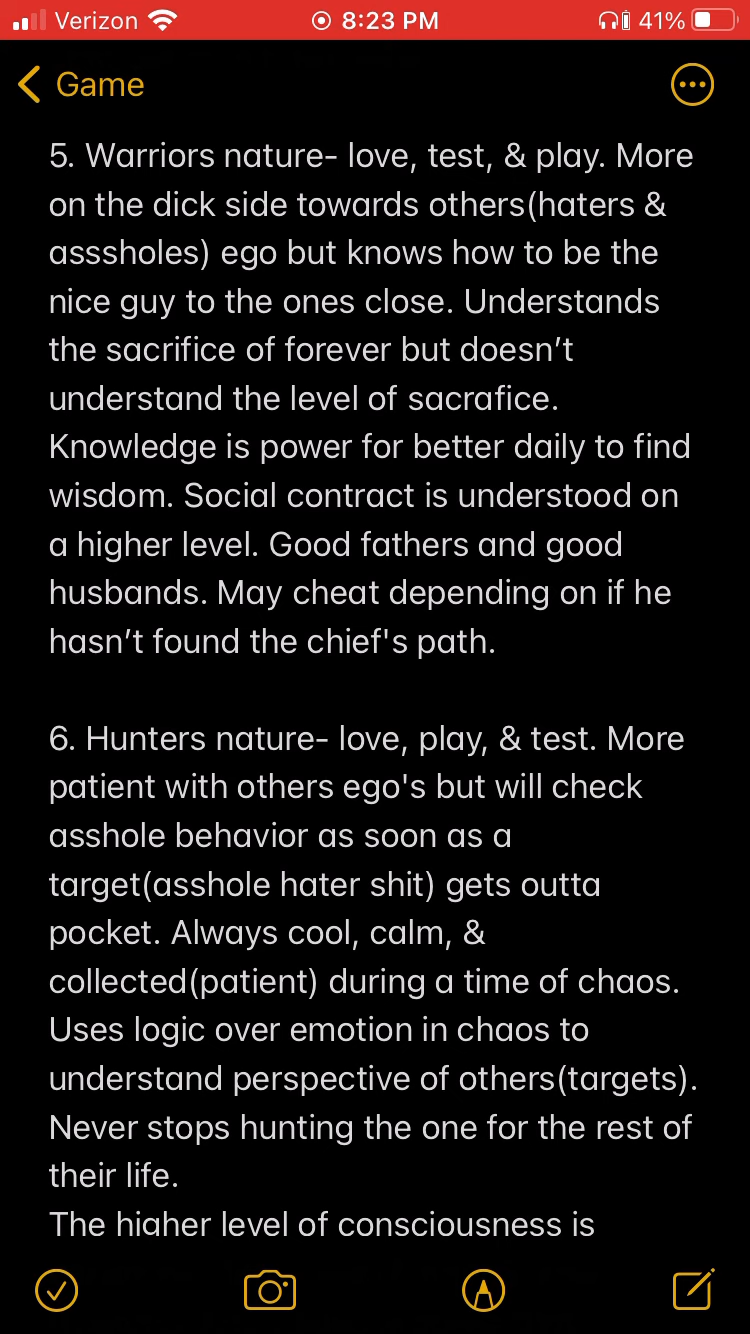 Verizon 8:23 PM 41%
Game
5. Warriors nature- love, test, & play. More
on the dick side towards others(haters &
asssholes) ego but knows how to be the
nice guy to the ones close. Understands
the sacrifice of forever but doesn’t
understand the level of sacrafice.
Knowledge is power for better daily to find
wisdom. Social contract is understood on
a higher level. Good fathers and good
husbands. May cheat depending on if he
hasn’t found the chief's path.
6. Hunters nature- love, play, & test. More
patient with others ego's but will check
asshole behavior as soon as a
target(asshole hater shit) gets outta
pocket. Always cool, calm, &
collected(patient) during a time of chaos.
Uses logic over emotion in chaos to
understand perspective of others(targets).
Never stops hunting the one for the rest of
their life.
The higher level of consciousness is